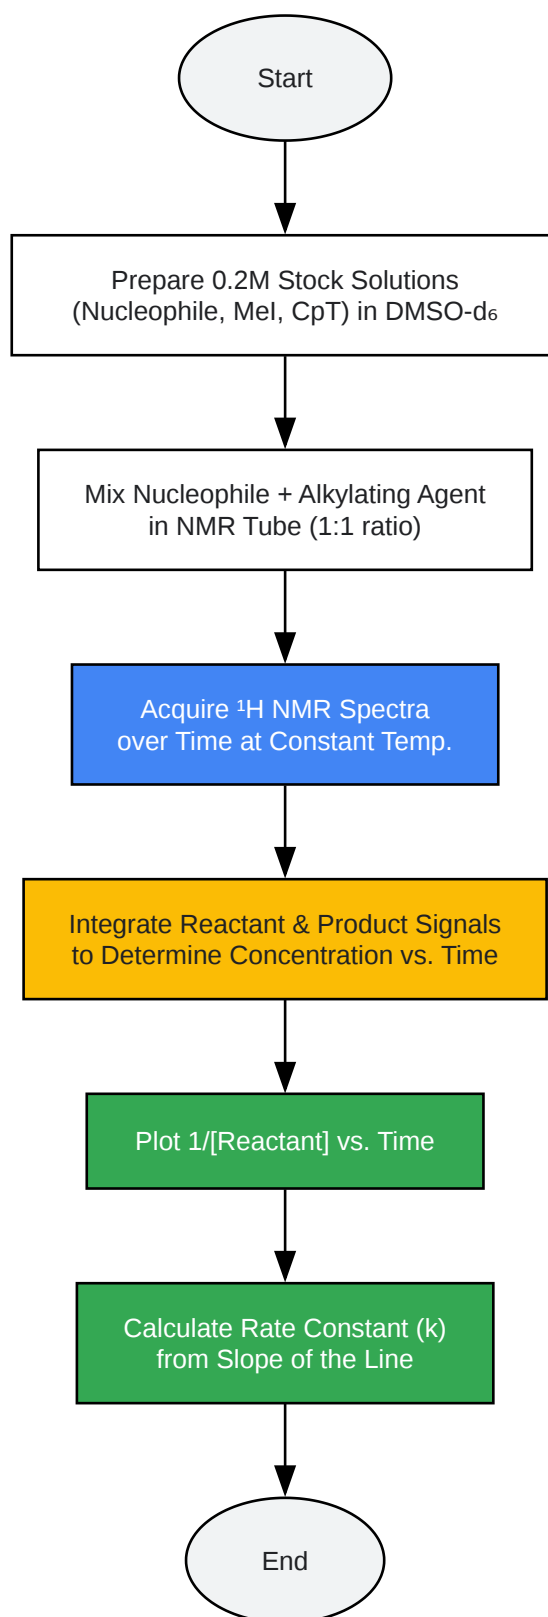 Start
Prepare 0.2M Stock Solutions
(Nucleophile, MeI, CpT) in DMSO-d₆
Mix Nucleophile + Alkylating Agent
in NMR Tube (1:1 ratio)
Acquire ¹H NMR Spectra
over Time at Constant Temp.
Integrate Reactant & Product Signals
to Determine Concentration vs. Time
Plot 1/[Reactant] vs. Time
Calculate Rate Constant (k)
from Slope of the Line
End